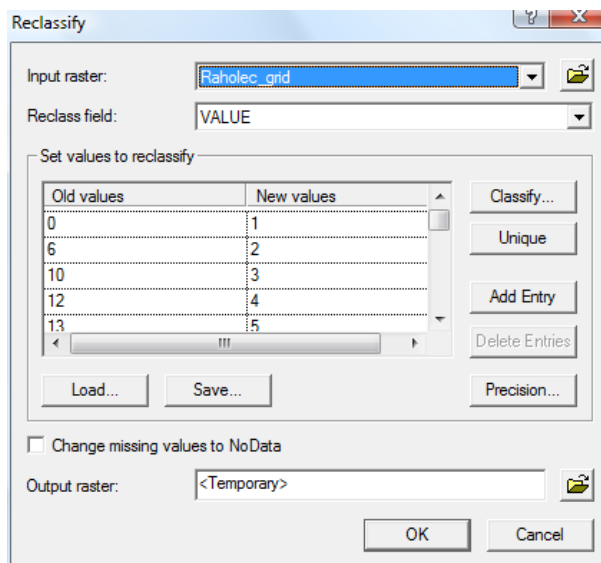 Reclassify
Input raster: Raholec_grid
Reclass field: VALUE
Set values to reclassify
Old values New values
0 1
6 2
10 3
12 4
13 5
Classify...
Unique
Add Entry
Delete Entries
Load... Save... Precision...
Change missing values to NoData
Output raster: <Temporary>
OK Cancel